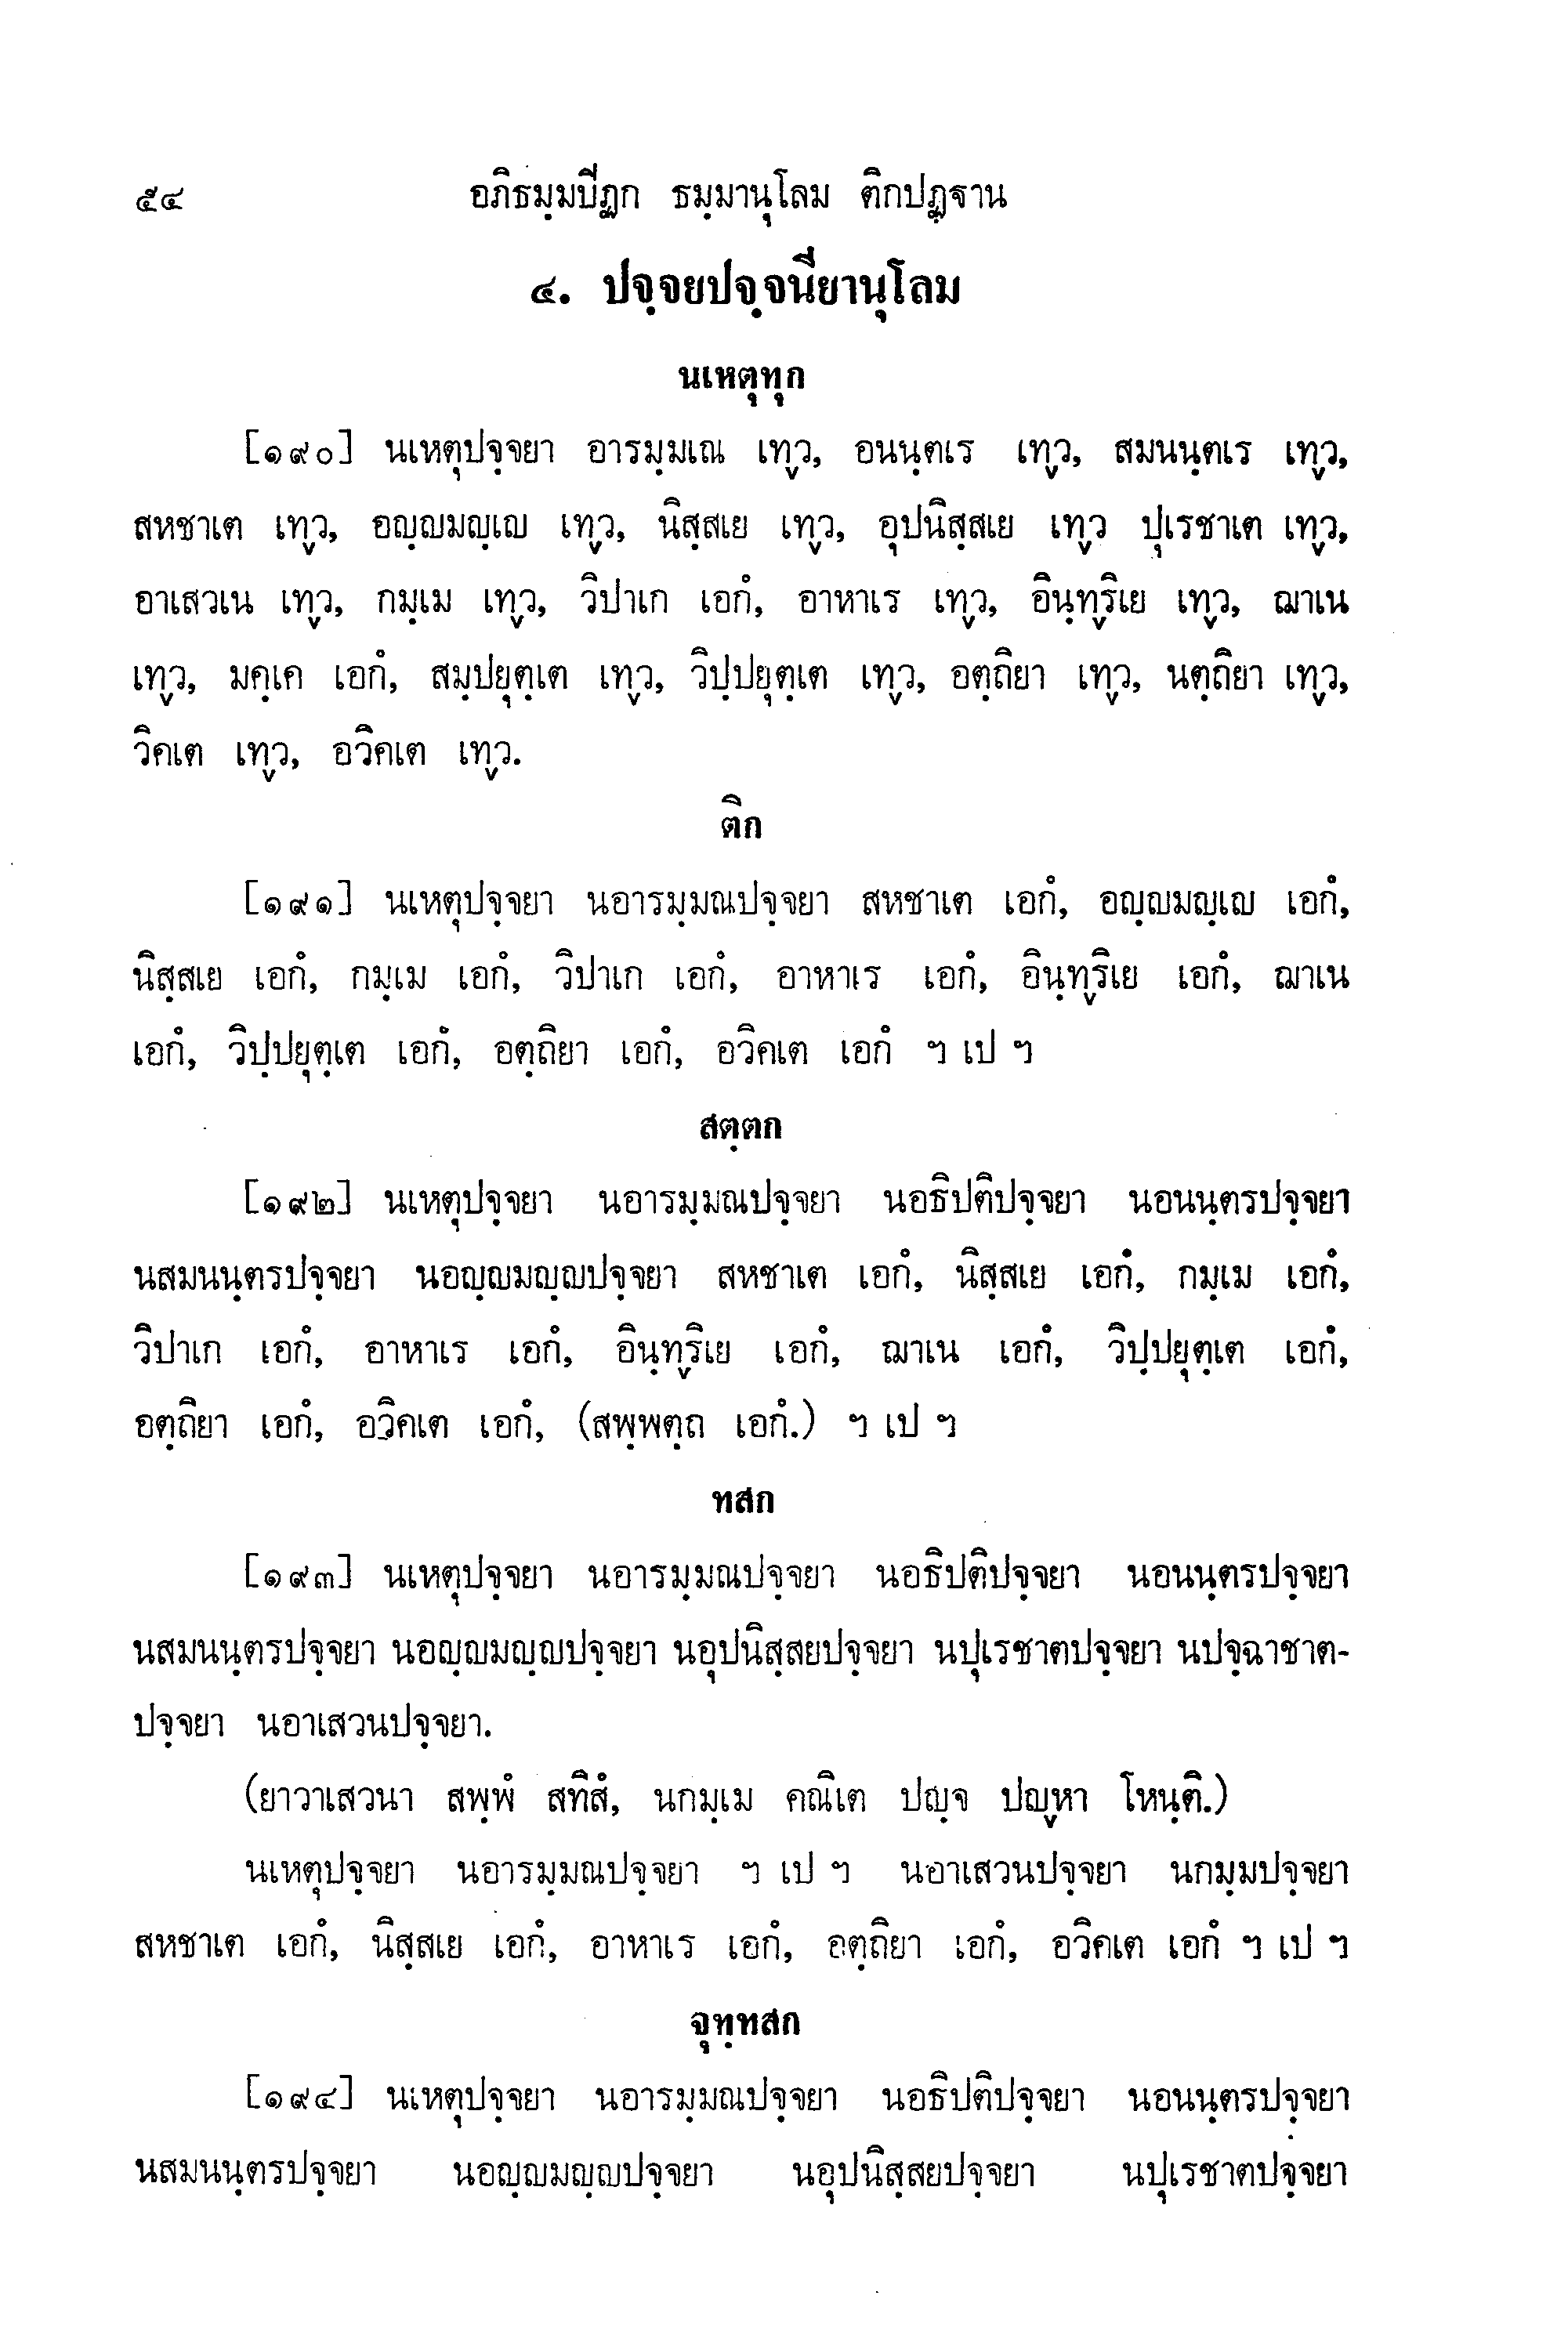 ๕๔ อภิธมฺมปีฏก ธมฺมานุโลม ติกปฏฺฐาน
๔. ปจฺจยปจฺจนียานุโลม
นเหตุทุก
[๑๙๐] นเหตุปจฺจยา อารมฺมเณ เทฺว, อนนฺตเร เทฺว, สมนนฺตเร เทฺว,
สหชาเต เทฺว, อญฺญมญฺเญ เทฺว, นิสฺสเย เทฺว, อุปนิสฺสเย เทฺว ปุเรชาเต เทฺว,
อาเสวเน เทฺว, กมฺเม เทฺว, วิปาเก เอกํ, อาหาเร เทฺว, อินฺทฺริเย เทฺว, ฌาเน
เทฺว, มคฺเค เอกํ, สมฺปยุตฺเต เทฺว, วิปฺปยุตฺเต เทฺว, อตฺถิยา เทฺว, นตฺถิยา เทฺว,
วิคเต เทฺว, อวิคเต เทฺว.
ติก
[๑๙๑] นเหตุปจฺจยา นอารมฺมณปจฺจยา สหชาเต เอกํ, อญฺญมญฺเญ เอกํ,
นิสฺสเย เอกํ, กมฺเม เอกํ, วิปาเก เอกํ, อาหาเร เอกํ, อินฺทฺริเย เอกํ, ฌาเน
เอกํ, วิปฺปยุตฺเต เอกํ, อตฺถิยา เอกํ, อวิคเต เอกํ ฯ เป ฯ
สตฺตก
[๑๙๒] นเหตุปจฺจยา นอารมฺมณปจฺจยา นอธิปติปจฺจยา นอนนฺตรปจฺจยา
นสมนนฺตรปจฺจยา นอญฺญมญฺญปจฺจยา สหชาเต เอกํ, นิสฺสเย เอกํ, กมฺเม เอกํ,
วิปาเก เอกํ, อาหาเร เอกํ, อินฺทฺริเย เอกํ, ฌาเน เอกํ, วิปฺปยุตฺเต เอกํ,
อตฺถิยา เอกํ, อวิคเต เอกํ, (สพฺพตฺถ เอกํ.) ฯ เป ฯ
ทสก
[๑๙๓] นเหตุปจฺจยา นอารมฺมณปจฺจยา นอธิปติปจฺจยา นอนนฺตรปจฺจยา
นสมนนฺตรปจฺจยา นอญฺญมญฺญปจฺจยา นอุปนิสฺสยปจฺจยา นปุเรชาตปจฺจยา นปจฺฉาชาต-
ปจฺจยา นอาเสวนปจฺจยา.
(ยาวาเสวนา สพฺพํ สทิสํ, นกมฺเม คณิเต ปญฺจ ปญฺหา โหนฺติ.)
นเหตุปจฺจยา นอารมฺมณปจฺจยา ฯ เป ฯ นอาเสวนปจฺจยา นกมฺมปจฺจยา
สหชาเต เอกํ, นิสฺสเย เอกํ, อาหาเร เอกํ, อตฺถิยา เอกํ, อวิคเต เอกํ ฯ เป ฯ
จุทฺทสก
[๑๙๔] นเหตุปจฺจยา นอารมฺมณปจฺจยา นอธิปติปจฺจยา นอนนฺตรปจฺจยา
นสมนนฺตรปจฺจยา นอญฺญมญฺญปจฺจยา นอุปนิสฺสยปจฺจยา นปุเรชาตปจฺจยา